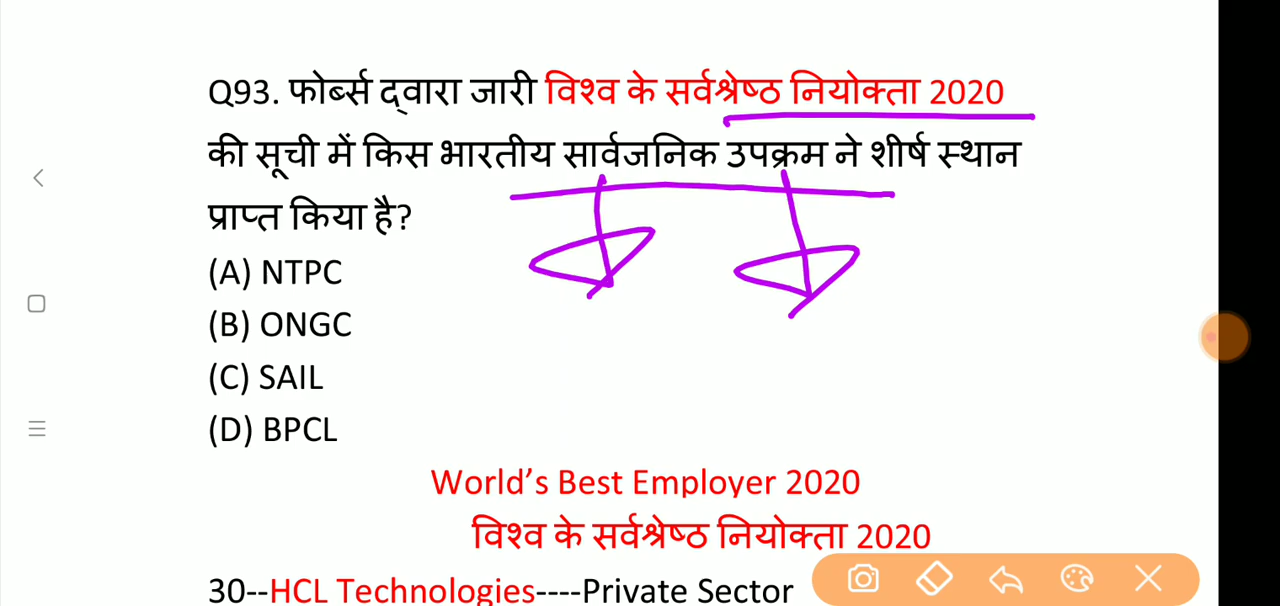 Q93. फोर्ब्स द्वारा जारी विश्व के सर्वश्रेष्ठ नियोक्ता 2020
की सूची में किस भारतीय सार्वजनिक उपक्रम ने शीर्ष स्थान
प्राप्त किया है?
(A) NTPC
(B) ONGC
(C) SAIL
(D) BPCL
World’s Best Employer 2020
विश्व के सर्वश्रेष्ठ नियोक्ता 2020
30--HCL Technologies----Private Sector